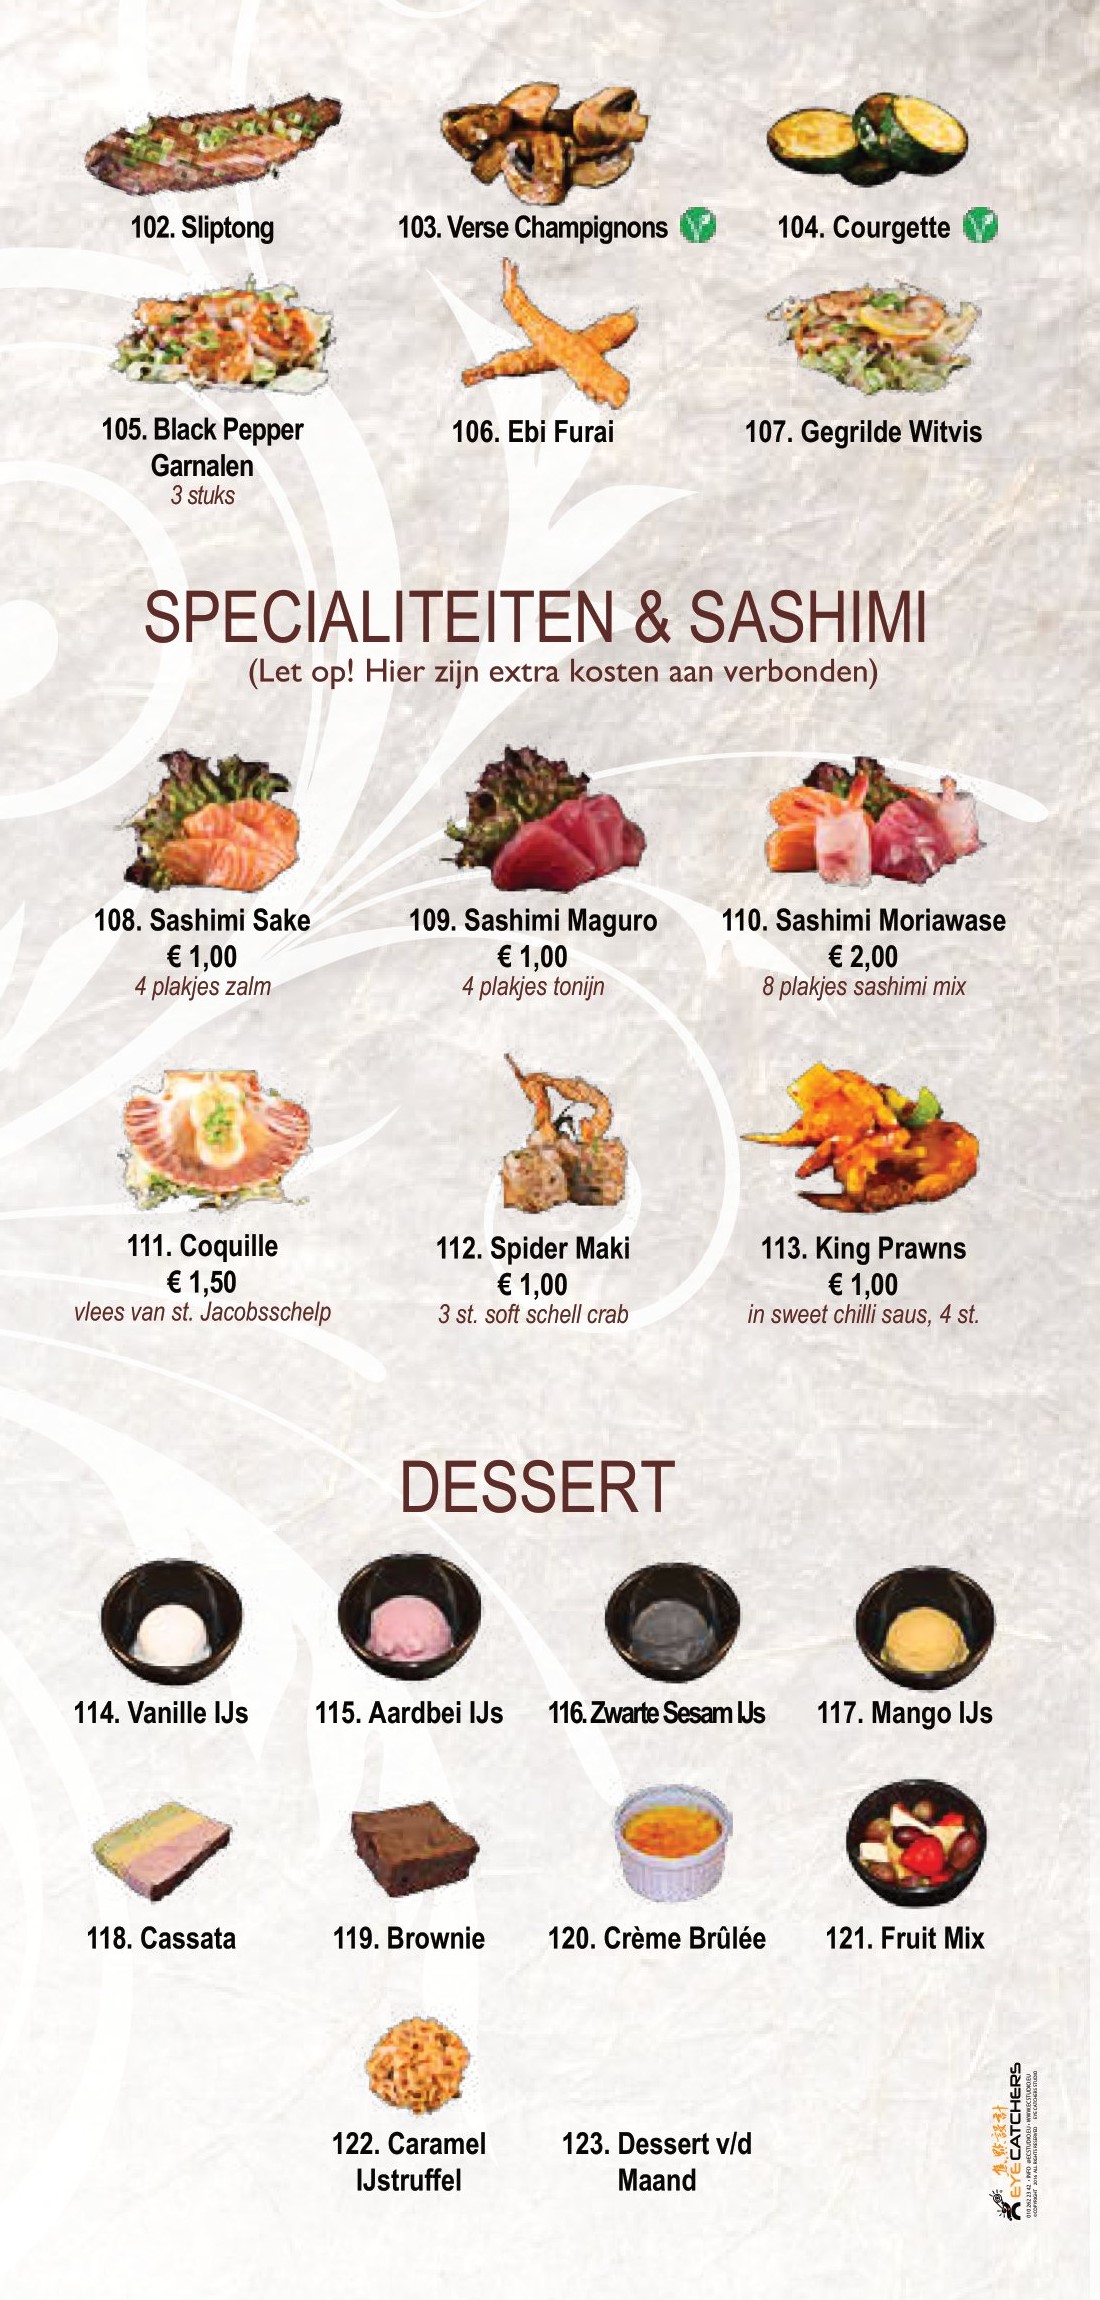 102. Sliptong
103. Verse Champignons
104. Courgette
105. Black Pepper
Garnalen
3 stuks
106. Ebi Furai
107. Gegrilde Witvis
SPECIALITEITEN & SASHIMI
(Let op! Hier zijn extra kosten aan verbonden)
108. Sashimi Sake
€ 1,00
4 plakjes zalm
109. Sashimi Maguro
€ 1,00
4 plakjes tonijn
110. Sashimi Moriawase
€ 2,00
8 plakjes sashimi mix
111. Coquille
€ 1,50
vlees van st. Jacobsschelp
112. Spider Maki
€ 1,00
3 st. soft schell crab
113. King Prawns
€ 1,00
in sweet chilli saus, 4 st.
DESSERT
114. Vanille IJs
115. Aardbei IJs
116. Zwarte Sesam IJs
117. Mango IJs
118. Cassata
119. Brownie
120. Crème Brûlée
121. Fruit Mix
122. Caramel
IJstruffel
123. Dessert v/d
Maand
EYECATCHERS